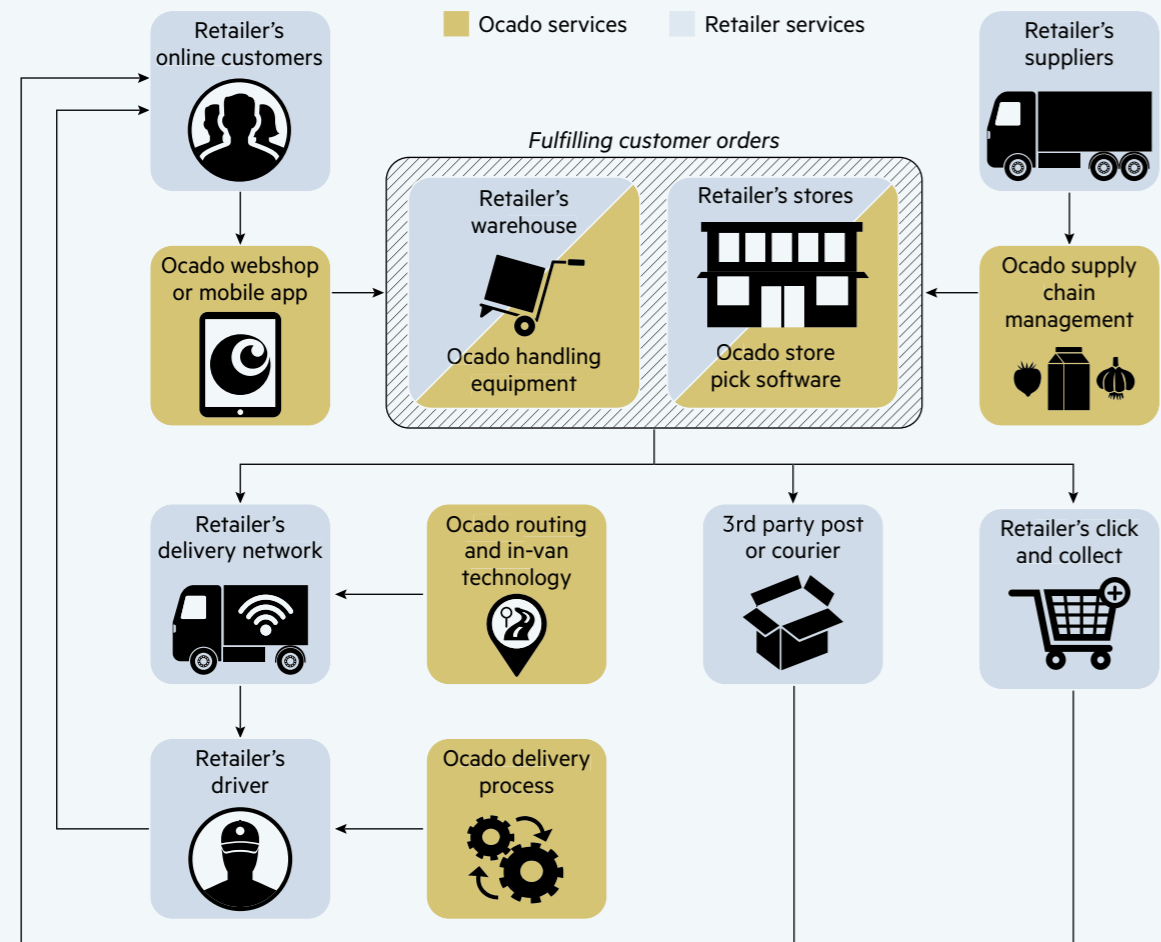 Ocado services
Retailer services
Retailer's
online customers
Retailer's
suppliers
Fulfilling customer orders
Retailer's
warehouse
Ocado handling
equipment
Retailer's stores
Ocado store
pick software
Ocado webshop
or mobile app
Ocado supply
chain
management
Retailer's
delivery network
Ocado routing
and in-van
technology
3rd party post
or courier
Retailer's click
and collect
Retailer's
driver
Ocado delivery
process